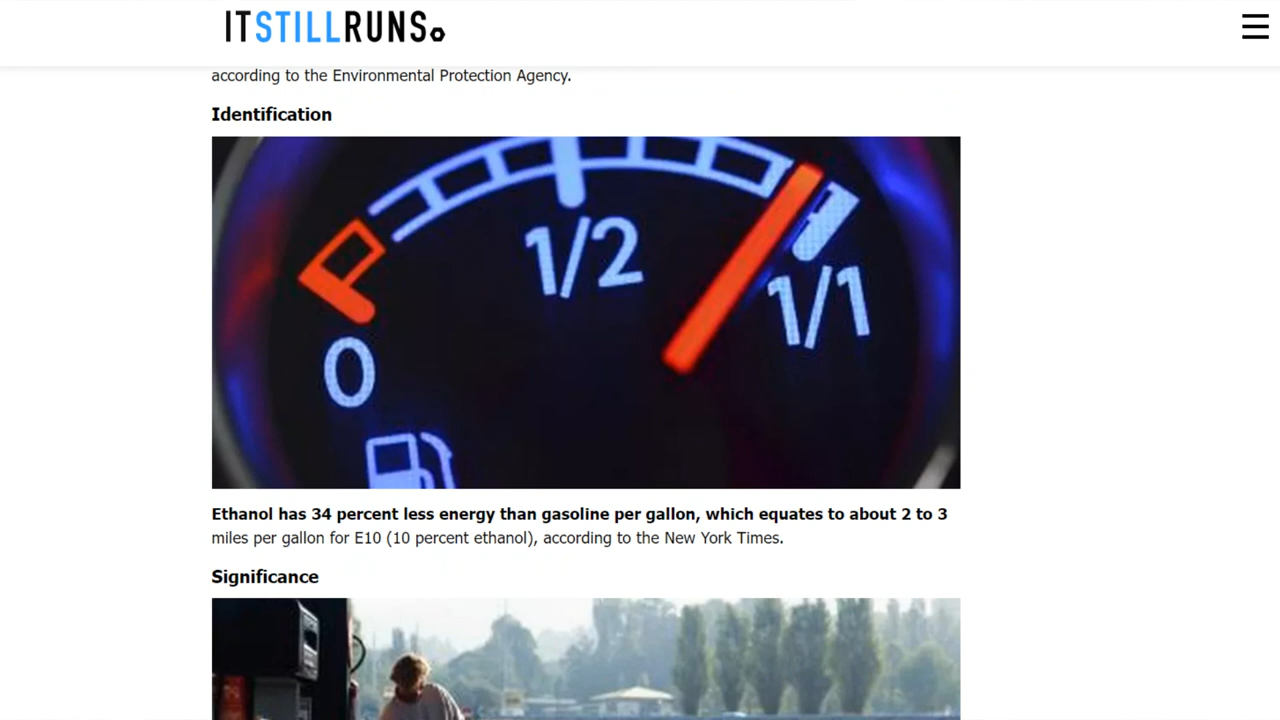 ITSTILLRUNS
according to the Environmental Protection Agency.
Identification
1/2
1/1
0
Ethanol has 34 percent less energy than gasoline per gallon, which equates to about 2 to 3
miles per gallon for E10 (10 percent ethanol), according to the New York Times.
Significance